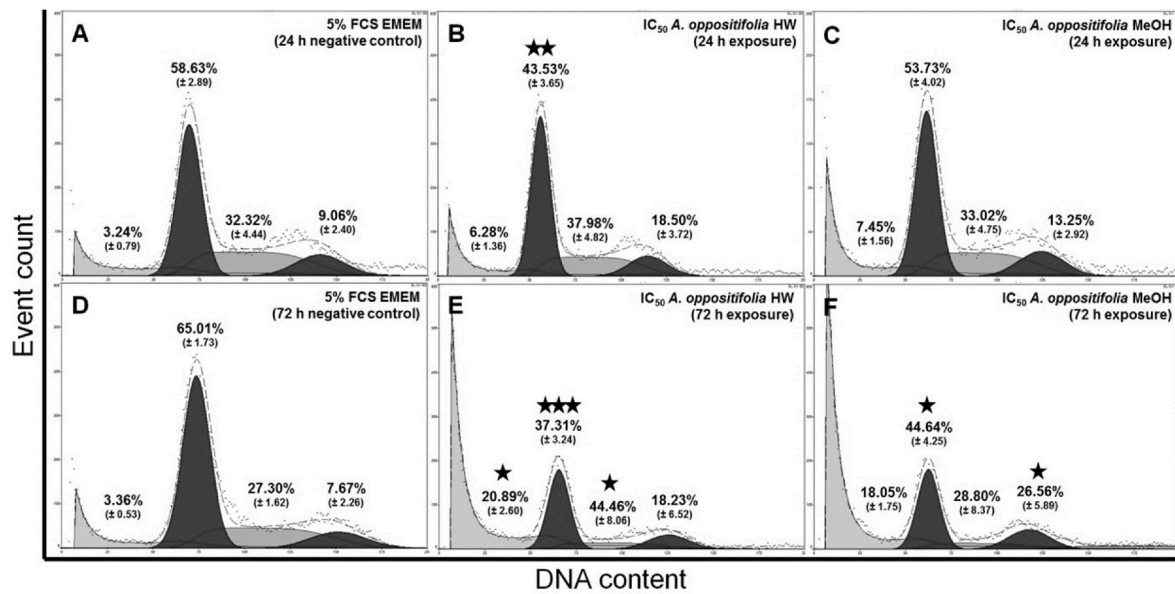 Event count
A
5% FCS EMEM
(24 h negative control)
58.63%
(± 2.89)
3.24%
(± 0.79)
32.32%
(± 4.44)
9.06%
(± 2.40)
B
IC50 A. oppositifolia HW
(24 h exposure)
★★
43.53%
(± 3.65)
6.28%
(± 1.36)
37.98%
(± 4.82)
18.50%
(± 3.72)
C
IC50 A. oppositifolia MeOH
(24 h exposure)
53.73%
(± 4.02)
7.45%
(± 1.56)
33.02%
(± 4.75)
13.25%
(± 2.92)
D
5% FCS EMEM
(72 h negative control)
65.01%
(± 1.73)
3.36%
(± 0.53)
27.30%
(± 1.62)
7.67%
(± 2.26)
E
IC50 A. oppositifolia HW
(72 h exposure)
★★★
37.31%
(± 3.24)
★
20.89%
(± 2.60)
★
44.46%
(± 8.06)
18.23%
(± 6.52)
F
IC50 A. oppositifolia MeOH
(72 h exposure)
★
44.64%
(± 4.25)
18.05%
(± 1.75)
28.80%
(± 8.37)
★
26.56%
(± 5.89)
DNA content